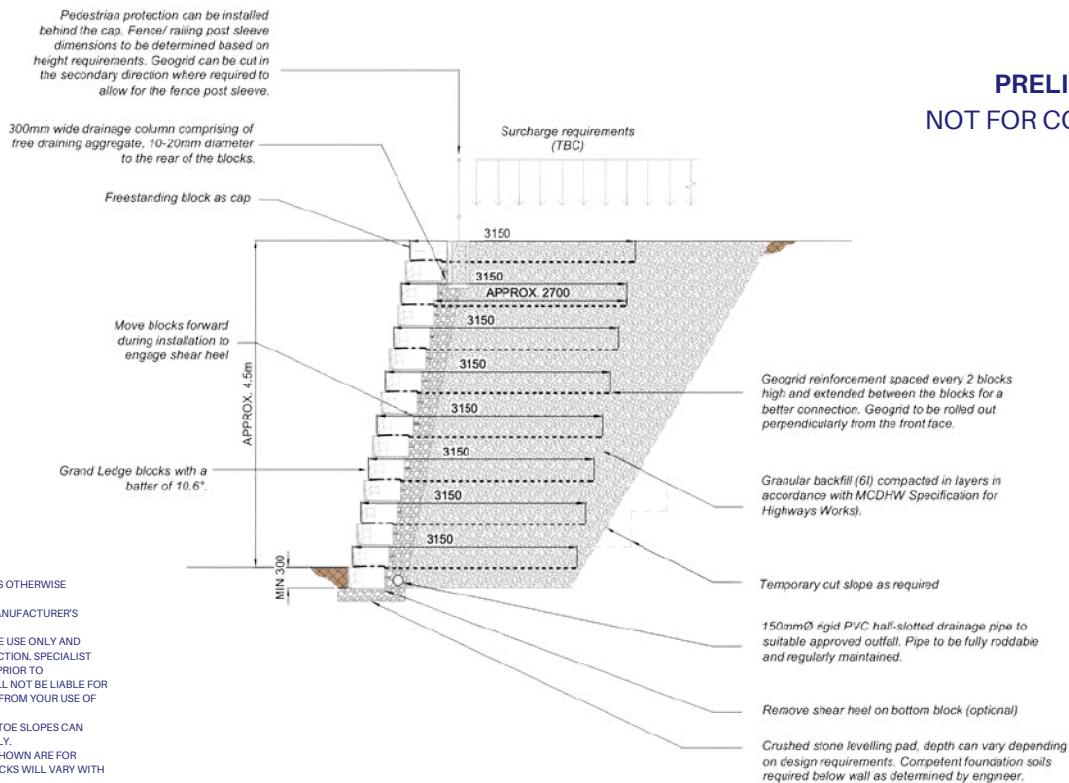 Pedestrian protection can be installed
behind the cap. Fence/ railing post sleeve
dimensions to be determined based on
height requirements. Geogrid can be cut in
the secondary direction where required to
allow for the fence post sleeve.
PRELI
NOT FOR CO
300mm wide drainage column comprising of
free draining aggregate, 10-20mm diameter
to the rear of the blocks.
Surcharge requirements
(TBC)
Freestanding block as cap
3150
3150
APPROX. 2700
Move blocks forward
during installation to
engage shear heel
3150
3150
APPROX. 4.5m
Geogrid reinforcement spaced every 2 blocks
high and extended between the blocks for a
better connection. Geogrid to be rolled out
perpendicularly from the front face.
3150
Grand Ledge blocks with a
batter of 10.6°.
3150
Granular backfill (6I) compacted in layers in
accordance with MCDHW Specification for
Highways Works).
3150
3150
MIN 300
Temporary cut slope as required
150mmØ rigid PVC half-slotted drainage pipe to
suitable approved outfall. Pipe to be fully roddable
and regularly maintained.
Remove shear heel on bottom block (optional)
Crushed stone levelling pad, depth can vary depending
on design requirements. Competent foundation soils
required below wall as determined by engineer.
S OTHERWISE
ANUFACTURER'S
E USE ONLY AND
CTION. SPECIALIST
PRIOR TO
LL NOT BE LIABLE FOR
FROM YOUR USE OF
TOE SLOPES CAN
LY.
HOWN ARE FOR
CKS WILL VARY WITH